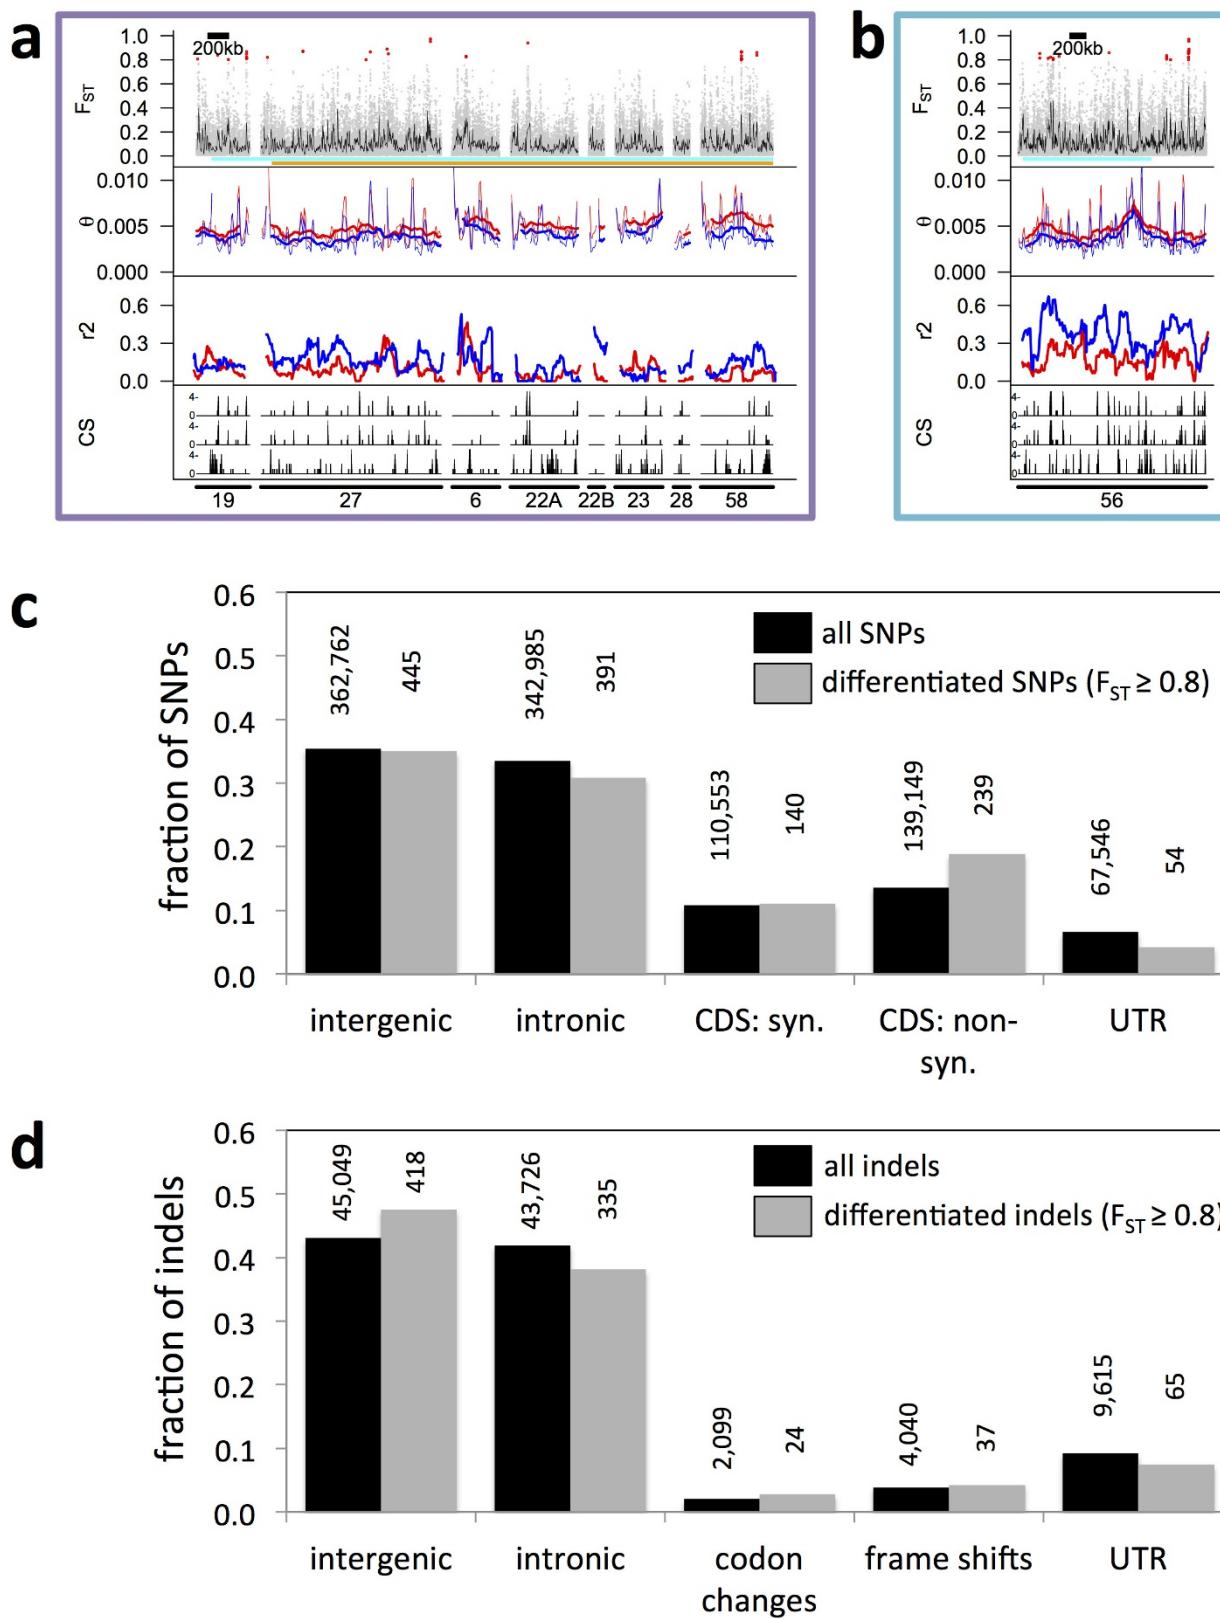 a
200kb
1.0
0.8
0.6
0.4
0.2
0.0
FST
0.010
0.005
0.000
θ
0.6
0.3
0.0
r2
4-
4-
4-
CS
19 27 6 22A 22B 23 28 58
b
200kb
1.0
0.8
0.6
0.4
0.2
0.0
FST
0.010
0.005
0.000
θ
0.6
0.3
0.0
r2
4-
4-
4-
CS
56
c
fraction of SNPs
0.6
0.5
0.4
0.3
0.2
0.1
0.0
all SNPs
differentiated SNPs (FST ≥ 0.8)
362,762 445 342,985 391 110,553 140 139,149 239 67,546 54
intergenic intronic CDS: syn. CDS: non-
syn.
UTR
d
fraction of indels
0.6
0.5
0.4
0.3
0.2
0.1
0.0
all indels
differentiated indels (FST ≥ 0.8)
45,049 418 43,726 335 2,099 24 4,040 37 9,615 65
intergenic intronic codon
changes
frame shifts UTR